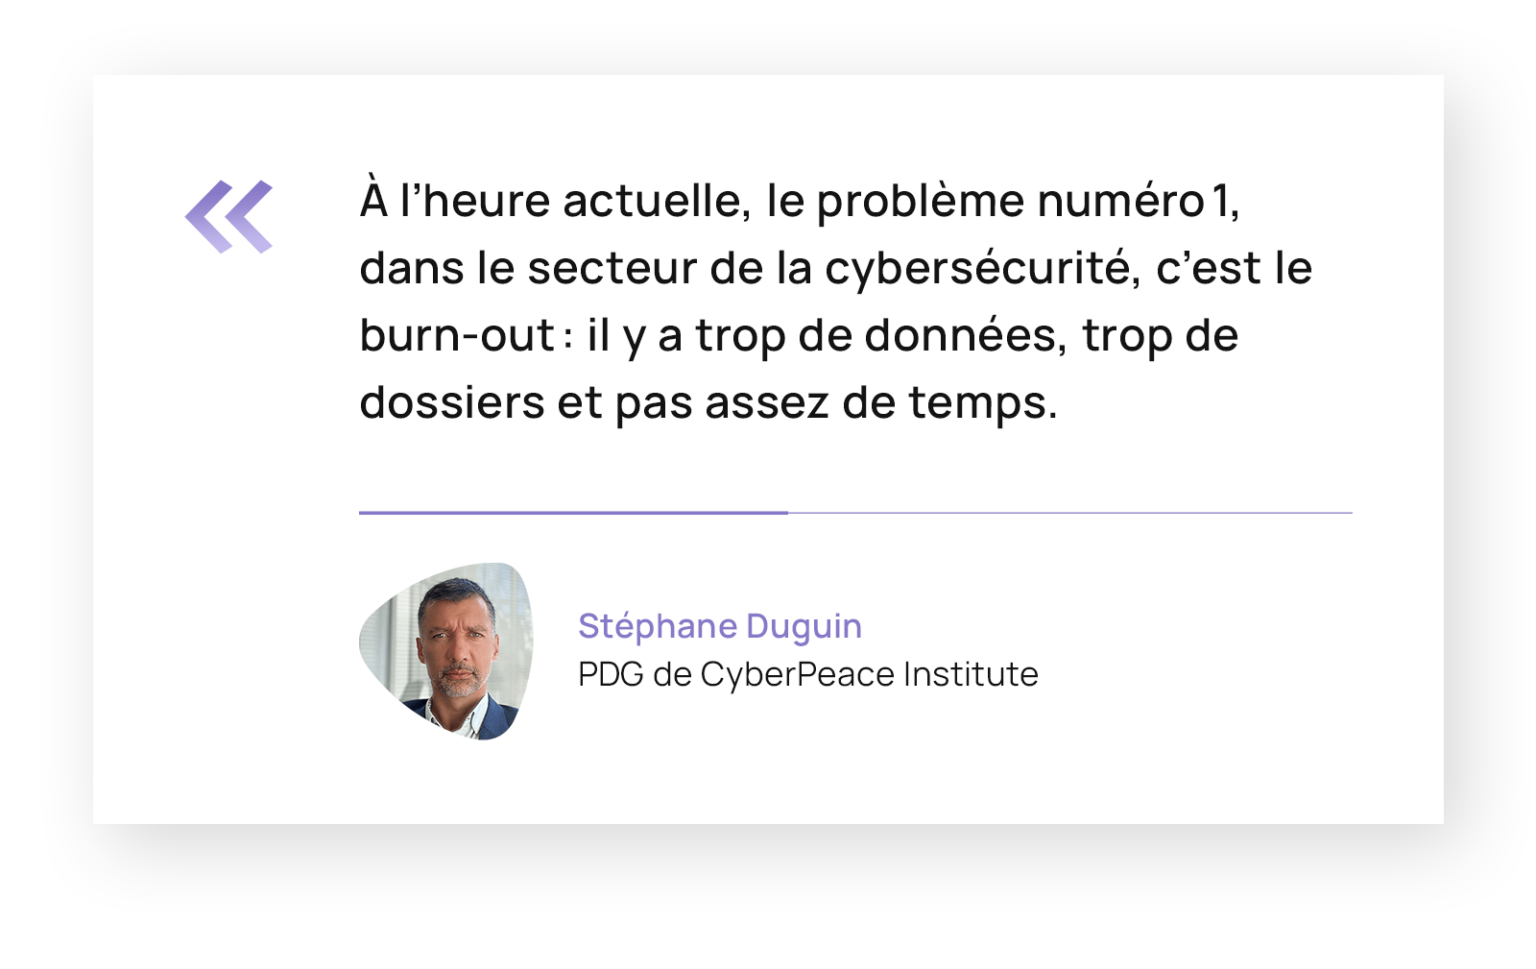 «
À l’heure actuelle, le problème numéro 1,
dans le secteur de la cybersécurité, c’est le
burn-out : il y a trop de données, trop de
dossiers et pas assez de temps.
Stéphane Duguin
PDG de CyberPeace Institute